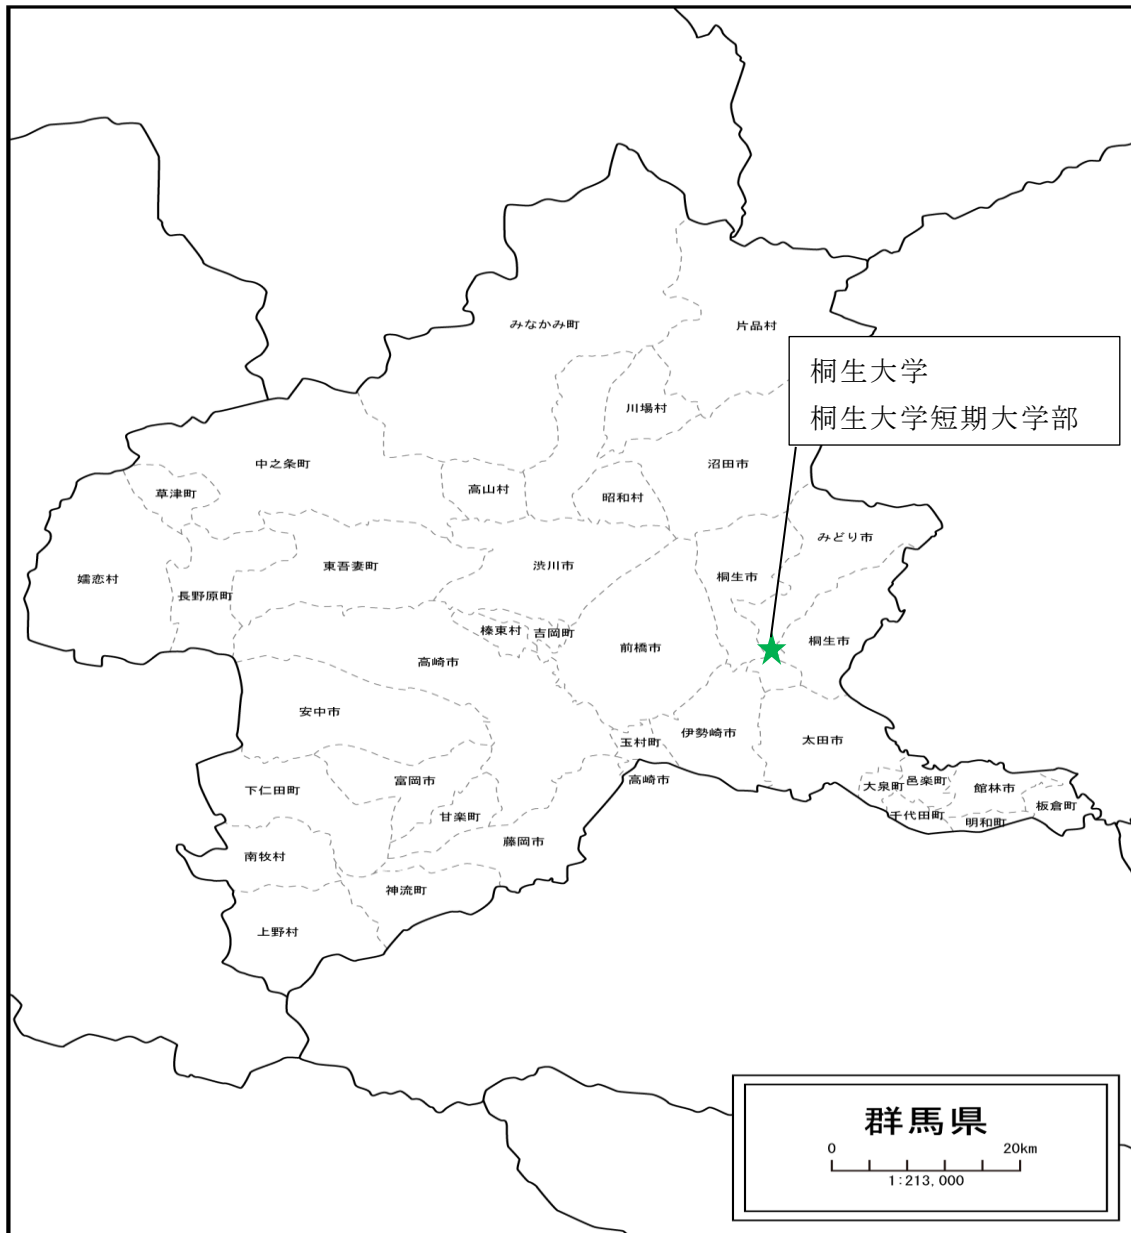 みなかみ町
片品村
桐生大学
桐生大学短期大学部
川場村
中之条町
沼田市
草津町
高山村
昭和村
みどり市
東吾妻町
渋川市
桐生市
嬬恋村
長野原町
榛東村
吉岡町
前橋市
桐生市
高崎市
安中市
玉村町
伊勢崎市
太田市
下仁田町
富岡市
高崎市
大泉町
邑楽町
館林市
板倉町
甘楽町
千代田町
明和町
藤岡市
南牧村
神流町
上野村
群馬県
0
20km
1:213,000